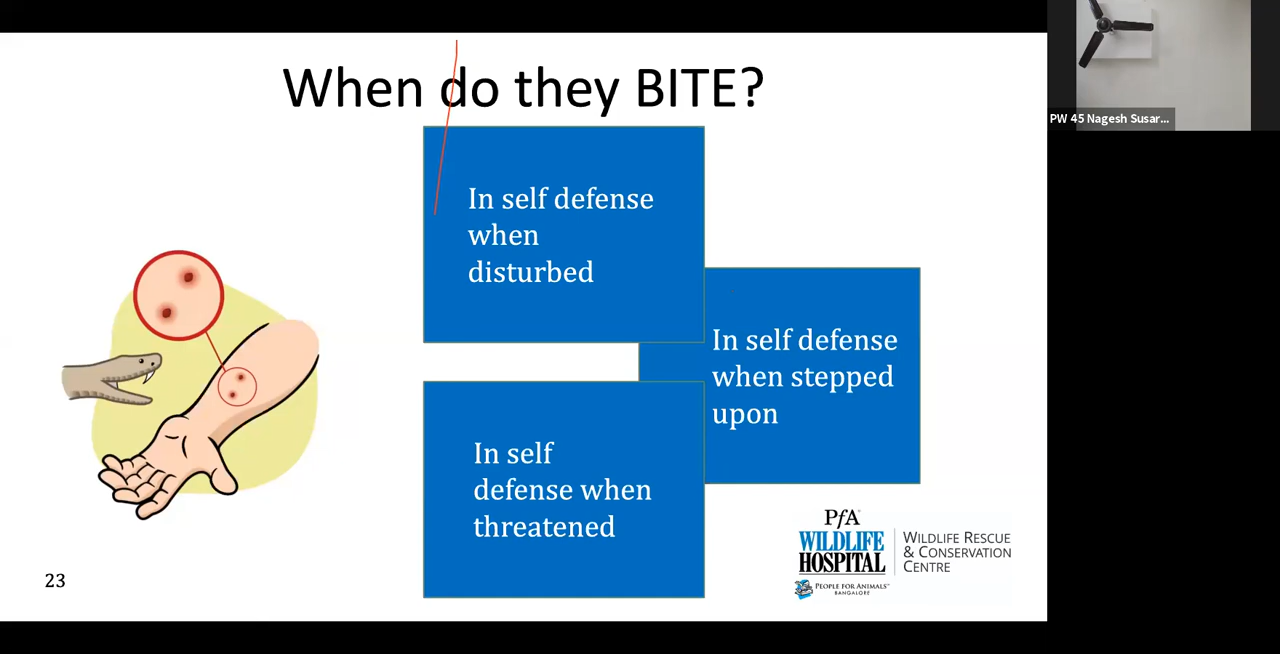 When do they BITE?
In self defense
when
disturbed
In self defense
when stepped
upon
In self
defense when
threatened
PfA
WILDLIFE
HOSPITAL
PEOPLE FOR ANIMALS™
BANGALORE
WILDLIFE RESCUE
& CONSERVATION
CENTRE
23
PW 45 Nagesh Susar...